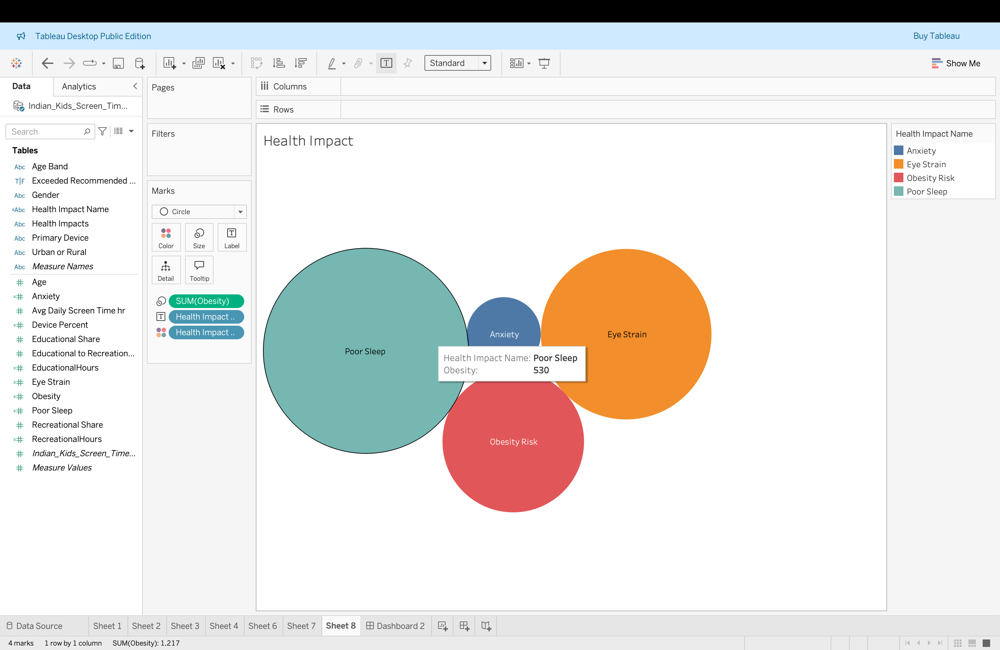 Tableau Desktop Public Edition
Buy Tableau
Standard
Show Me
Data
Analytics
Indian_Kids_Screen_Tim...
Search
Tables
Abc Age Band
T|F Exceeded Recommended ...
Abc Gender
=Abc Health Impact Name
Abc Health Impacts
Abc Primary Device
Abc Urban or Rural
Abc Measure Names
# Age
=# Anxiety
# Avg Daily Screen Time hr
=# Device Percent
# Educational Share
# Educational to Recreation...
=# EducationalHours
=# Eye Strain
=# Obesity
=# Poor Sleep
# Recreational Share
=# RecreationalHours
# Indian_Kids_Screen_Time...
# Measure Values
Pages
Filters
Marks
Circle
Color
Size
T
Label
Detail
Tooltip
SUM(Obesity)
T Health Impact ..
Health Impact ..
Columns
Rows
Health Impact
Poor Sleep
Anxiety
Eye Strain
Health Impact Name: Poor Sleep
Obesity: 530
Obesity Risk
Health Impact Name
Anxiety
Eye Strain
Obesity Risk
Poor Sleep
Data Source
Sheet 1
Sheet 2
Sheet 3
Sheet 4
Sheet 6
Sheet 7
Sheet 8
Dashboard 2
4 marks
1 row by 1 column
SUM(Obesity): 1,217